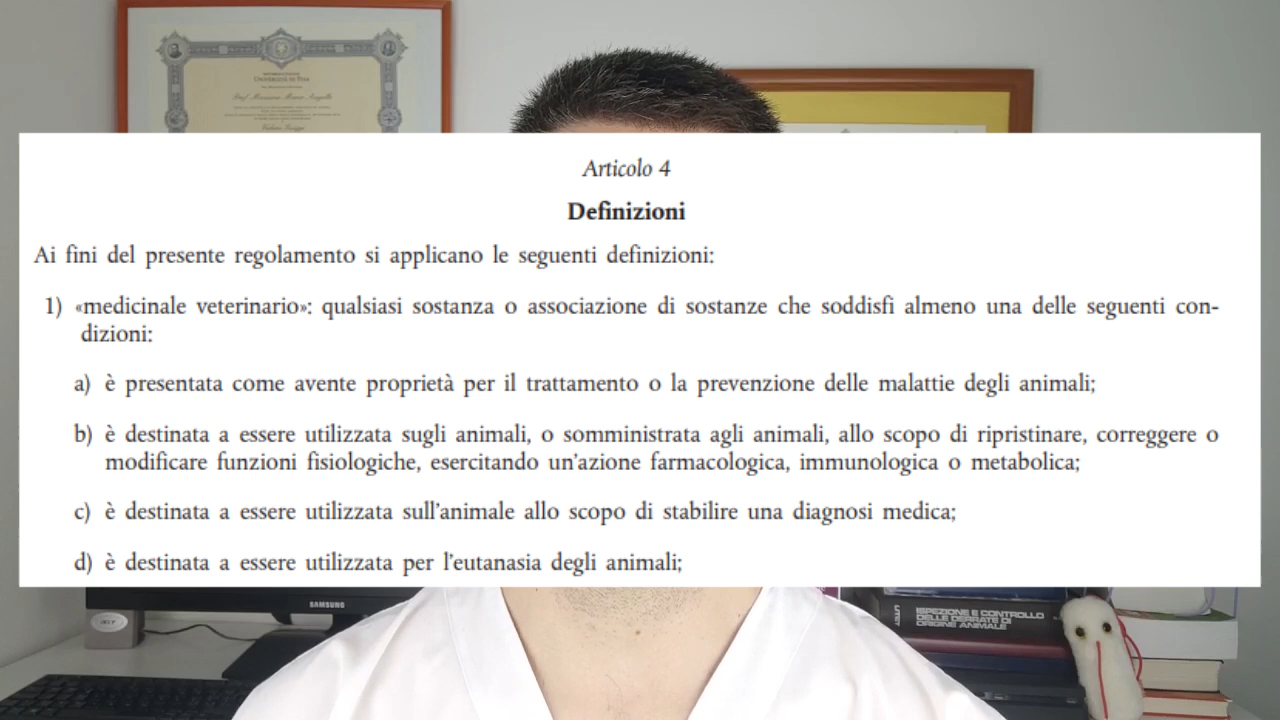 UNIVERSITÀ DI PISA
Articolo 4
Definizioni
Ai fini del presente regolamento si applicano le seguenti definizioni:
1) «medicinale veterinario»: qualsiasi sostanza o associazione di sostanze che soddisfi almeno una delle seguenti con-
dizioni:
a) è presentata come avente proprietà per il trattamento o la prevenzione delle malattie degli animali;
b) è destinata a essere utilizzata sugli animali, o somministrata agli animali, allo scopo di ripristinare, correggere o
modificare funzioni fisiologiche, esercitando un'azione farmacologica, immunologica o metabolica;
c) è destinata a essere utilizzata sull'animale allo scopo di stabilire una diagnosi medica;
d) è destinata a essere utilizzata per l'eutanasia degli animali;
SAMSUNG
UTET
ISPEZIONE E CONTROLLO
DELLE DERRATE DI
ORIGINE ANIMALE